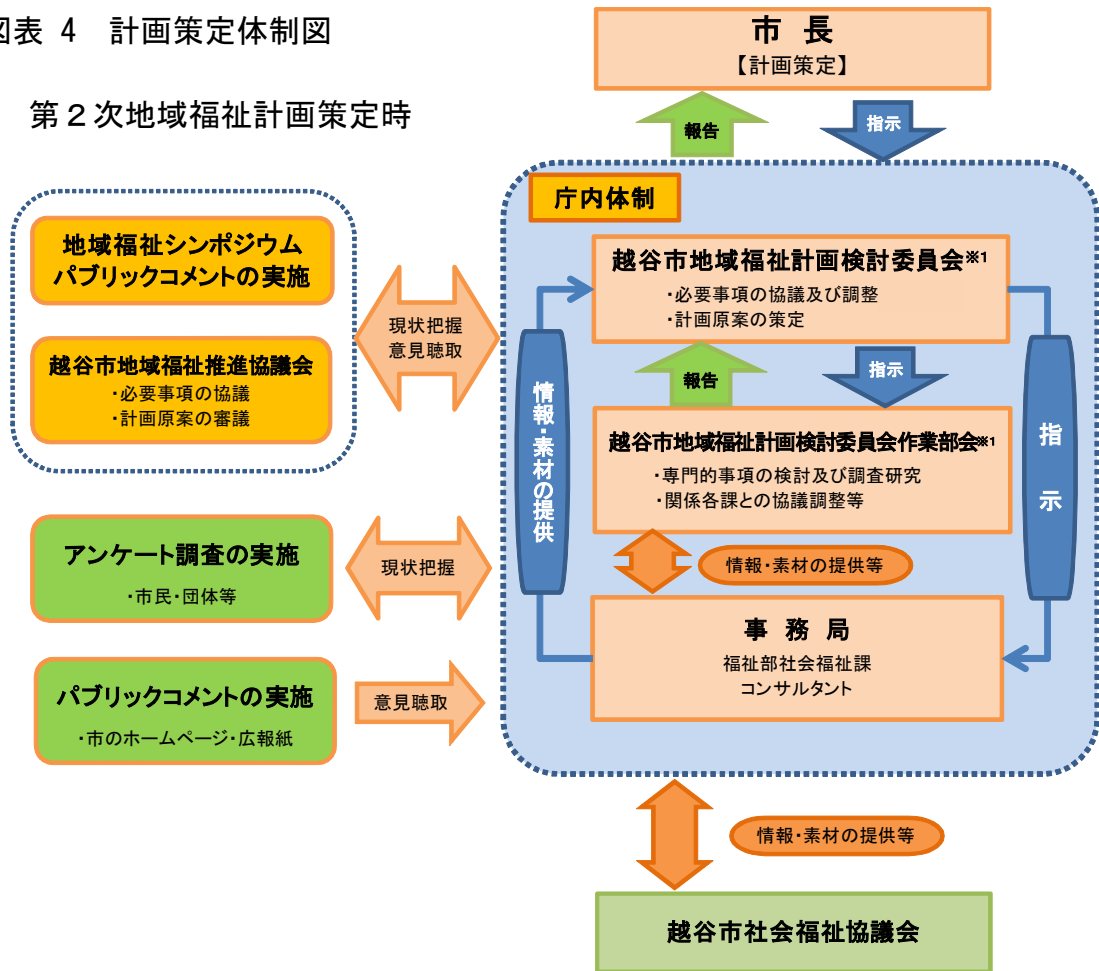 図表 4 計画策定体制図
第２次地域福祉計画策定時
市 長
【計画策定】
報告
指示
庁内体制
地域福祉シンポジウム
パブリックコメントの実施
越谷市地域福祉推進協議会
・必要事項の協議
・計画原案の審議
現状把握
意見聴取
越谷市地域福祉計画検討委員会※1
・必要事項の協議及び調整
・計画原案の策定
報告
指示
情報・素材の提供
指示
越谷市地域福祉計画検討委員会作業部会※1
・専門的事項の検討及び調査研究
・関係各課との協議調整等
アンケート調査の実施
・市民・団体等
現状把握
情報・素材の提供等
事 務 局
福祉部社会福祉課
コンサルタント
パブリックコメントの実施
・市のホームページ・広報紙
意見聴取
情報・素材の提供等
越谷市社会福祉協議会